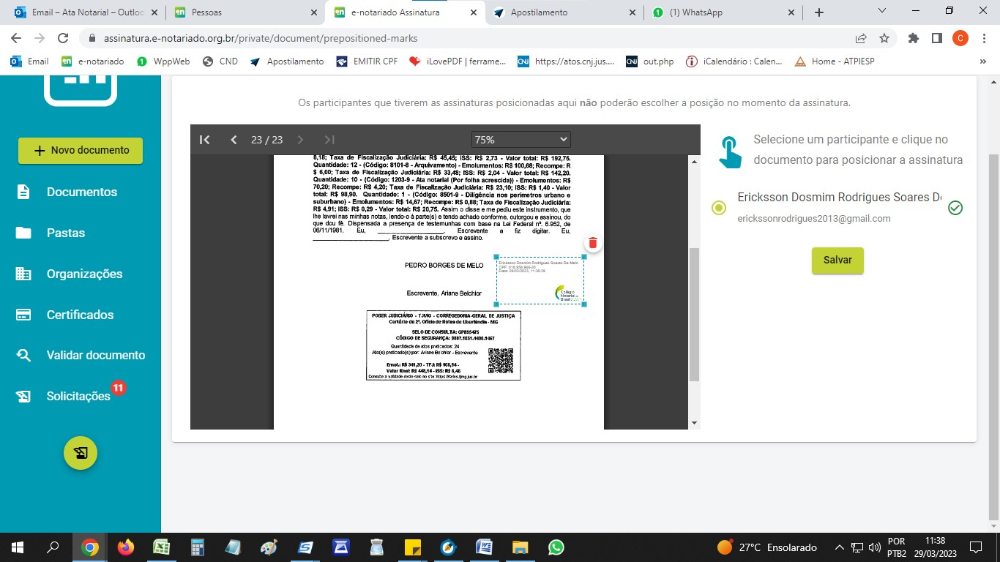 Email – Ata Notarial – Outloo
Pessoas
e-notariado Assinatura
Apostilamento
(1) WhatsApp
assinatura.e-notariado.org.br/private/document/prepositioned-marks
Email
e-notariado
WppWeb
CND
Apostilamento
EMITIR CPF
iLovePDF | ferrame...
https://atos.cnj.jus....
out.php
iCalendário : Calen...
Home - ATPIESP
Os participantes que tiverem as assinaturas posicionadas aqui não poderão escolher a posição no momento da assinatura.
Novo documento
Documentos
Pastas
Organizações
Certificados
Validar documento
Solicitações
11
23 / 23
75%
8,18; Taxa de Fiscalização Judiciária: R$ 45,45; ISS: R$ 2,73 - Valor total: R$ 192,75.
Quantidade: 12 - (Código: 8101-8 - Arquivamento) - Emolumentos: R$ 100,68; Recompe: R
$ 6,00; Taxa de Fiscalização Judiciária: R$ 33,48; ISS: R$ 2,04 - Valor total: R$ 142,20.
Quantidade: 10 - (Código: 1203-9 - Ata notarial (Por folha acrescida)) - Emolumentos: R$
70,20; Recompe: R$ 4,20; Taxa de Fiscalização Judiciária: R$ 23,10; ISS: R$ 1,40 - Valor
total: R$ 98,90. Quantidade: 1 - (Código: 8501-9 - Diligência nos perímetros urbano e
suburbano) - Emolumentos: R$ 14,67; Recompe: R$ 0,88; Taxa de Fiscalização Judiciária:
R$ 4,91; ISS: R$ 0,29 - Valor total: R$ 20,75. Assim o disse e me pediu este instrumento, que
lhe lavrei nas minhas notas, lendo-o à parte(s) e tendo achado conforme, outorgou e assinou, do
que dou fé. Dispensada a presença de testemunhas com base na Lei Federal nº. 6.952, de
06/11/1981. Eu, ____________________, Escrevente a fiz digitar. Eu,
____________________, Escrevente a subscrevo e assino.
PEDRO BORGES DE MELO
Ericksson Dosmim Rodrigues Soares De Melo
Data: 29/03/2023, 11:38:39
Colégio
Notarial do
Brasil
Escrevente, Ariane Belchior
PODER JUDICIÁRIO - TJMG - CORREGEDORIA-GERAL DE JUSTIÇA
Cartório do 2º. Ofício de Notas de Uberlândia - MG
SELO DE CONSULTA: GPE65475
CÓDIGO DE SEGURANÇA: 9887.1051.4400.1467
Quantidade de atos praticados: 24
Ato(s) praticado(s) por: Ariane Belchior - Escrevente
Emol.: R$ 341,20 - TFJ: R$ 106,94 -
Valor final: R$ 448,14 - ISS: R$ 6,46
Consulte a validade deste selo no site: https://selos.tjmg.jus.br
Selecione um participante e clique no
documento para posicionar a assinatura
Ericksson Dosmim Rodrigues Soares D
erickssonrodrigues2013@gmail.com
Salvar
27°C Ensolarado
POR
PTB2
11:38
29/03/2023